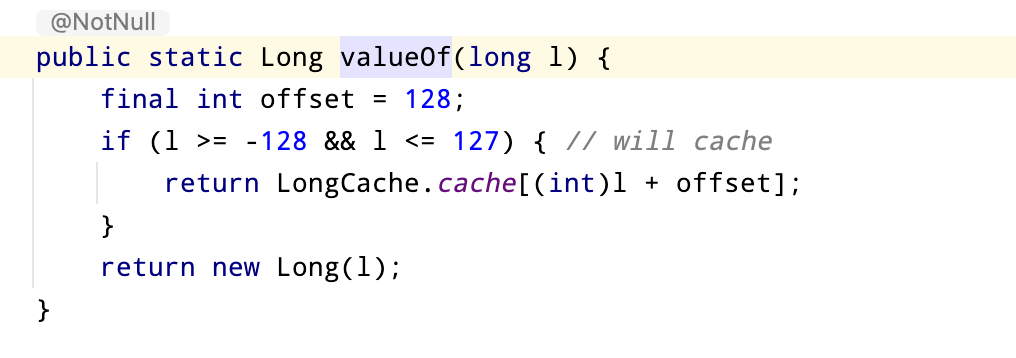 @NotNull
public static Long valueOf(long l) {
final int offset = 128;
if (l >= -128 && l <= 127) { // will cache
return LongCache.cache[(int)l + offset];
}
return new Long(l);
}